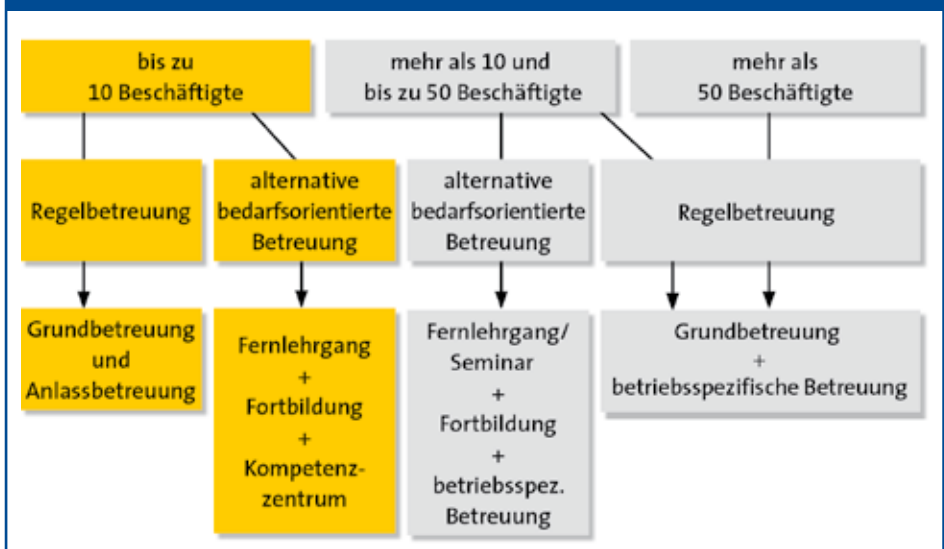 bis zu
10 Beschäftigte
mehr als 10 und
bis zu 50 Beschäftigte
mehr als
50 Beschäftigte
Regelbetreuung
alternative
bedarfsorientierte
Betreuung
alternative
bedarfsorientierte
Betreuung
Regelbetreuung
Grundbetreuung
und
Anlassbetreuung
Fernlehrgang
+
Fortbildung
+
Kompetenz-
zentrum
Fernlehrgang/
Seminar
+
Fortbildung
+
betriebsspez.
Betreuung
Grundbetreuung
+
betriebsspezifische Betreuung